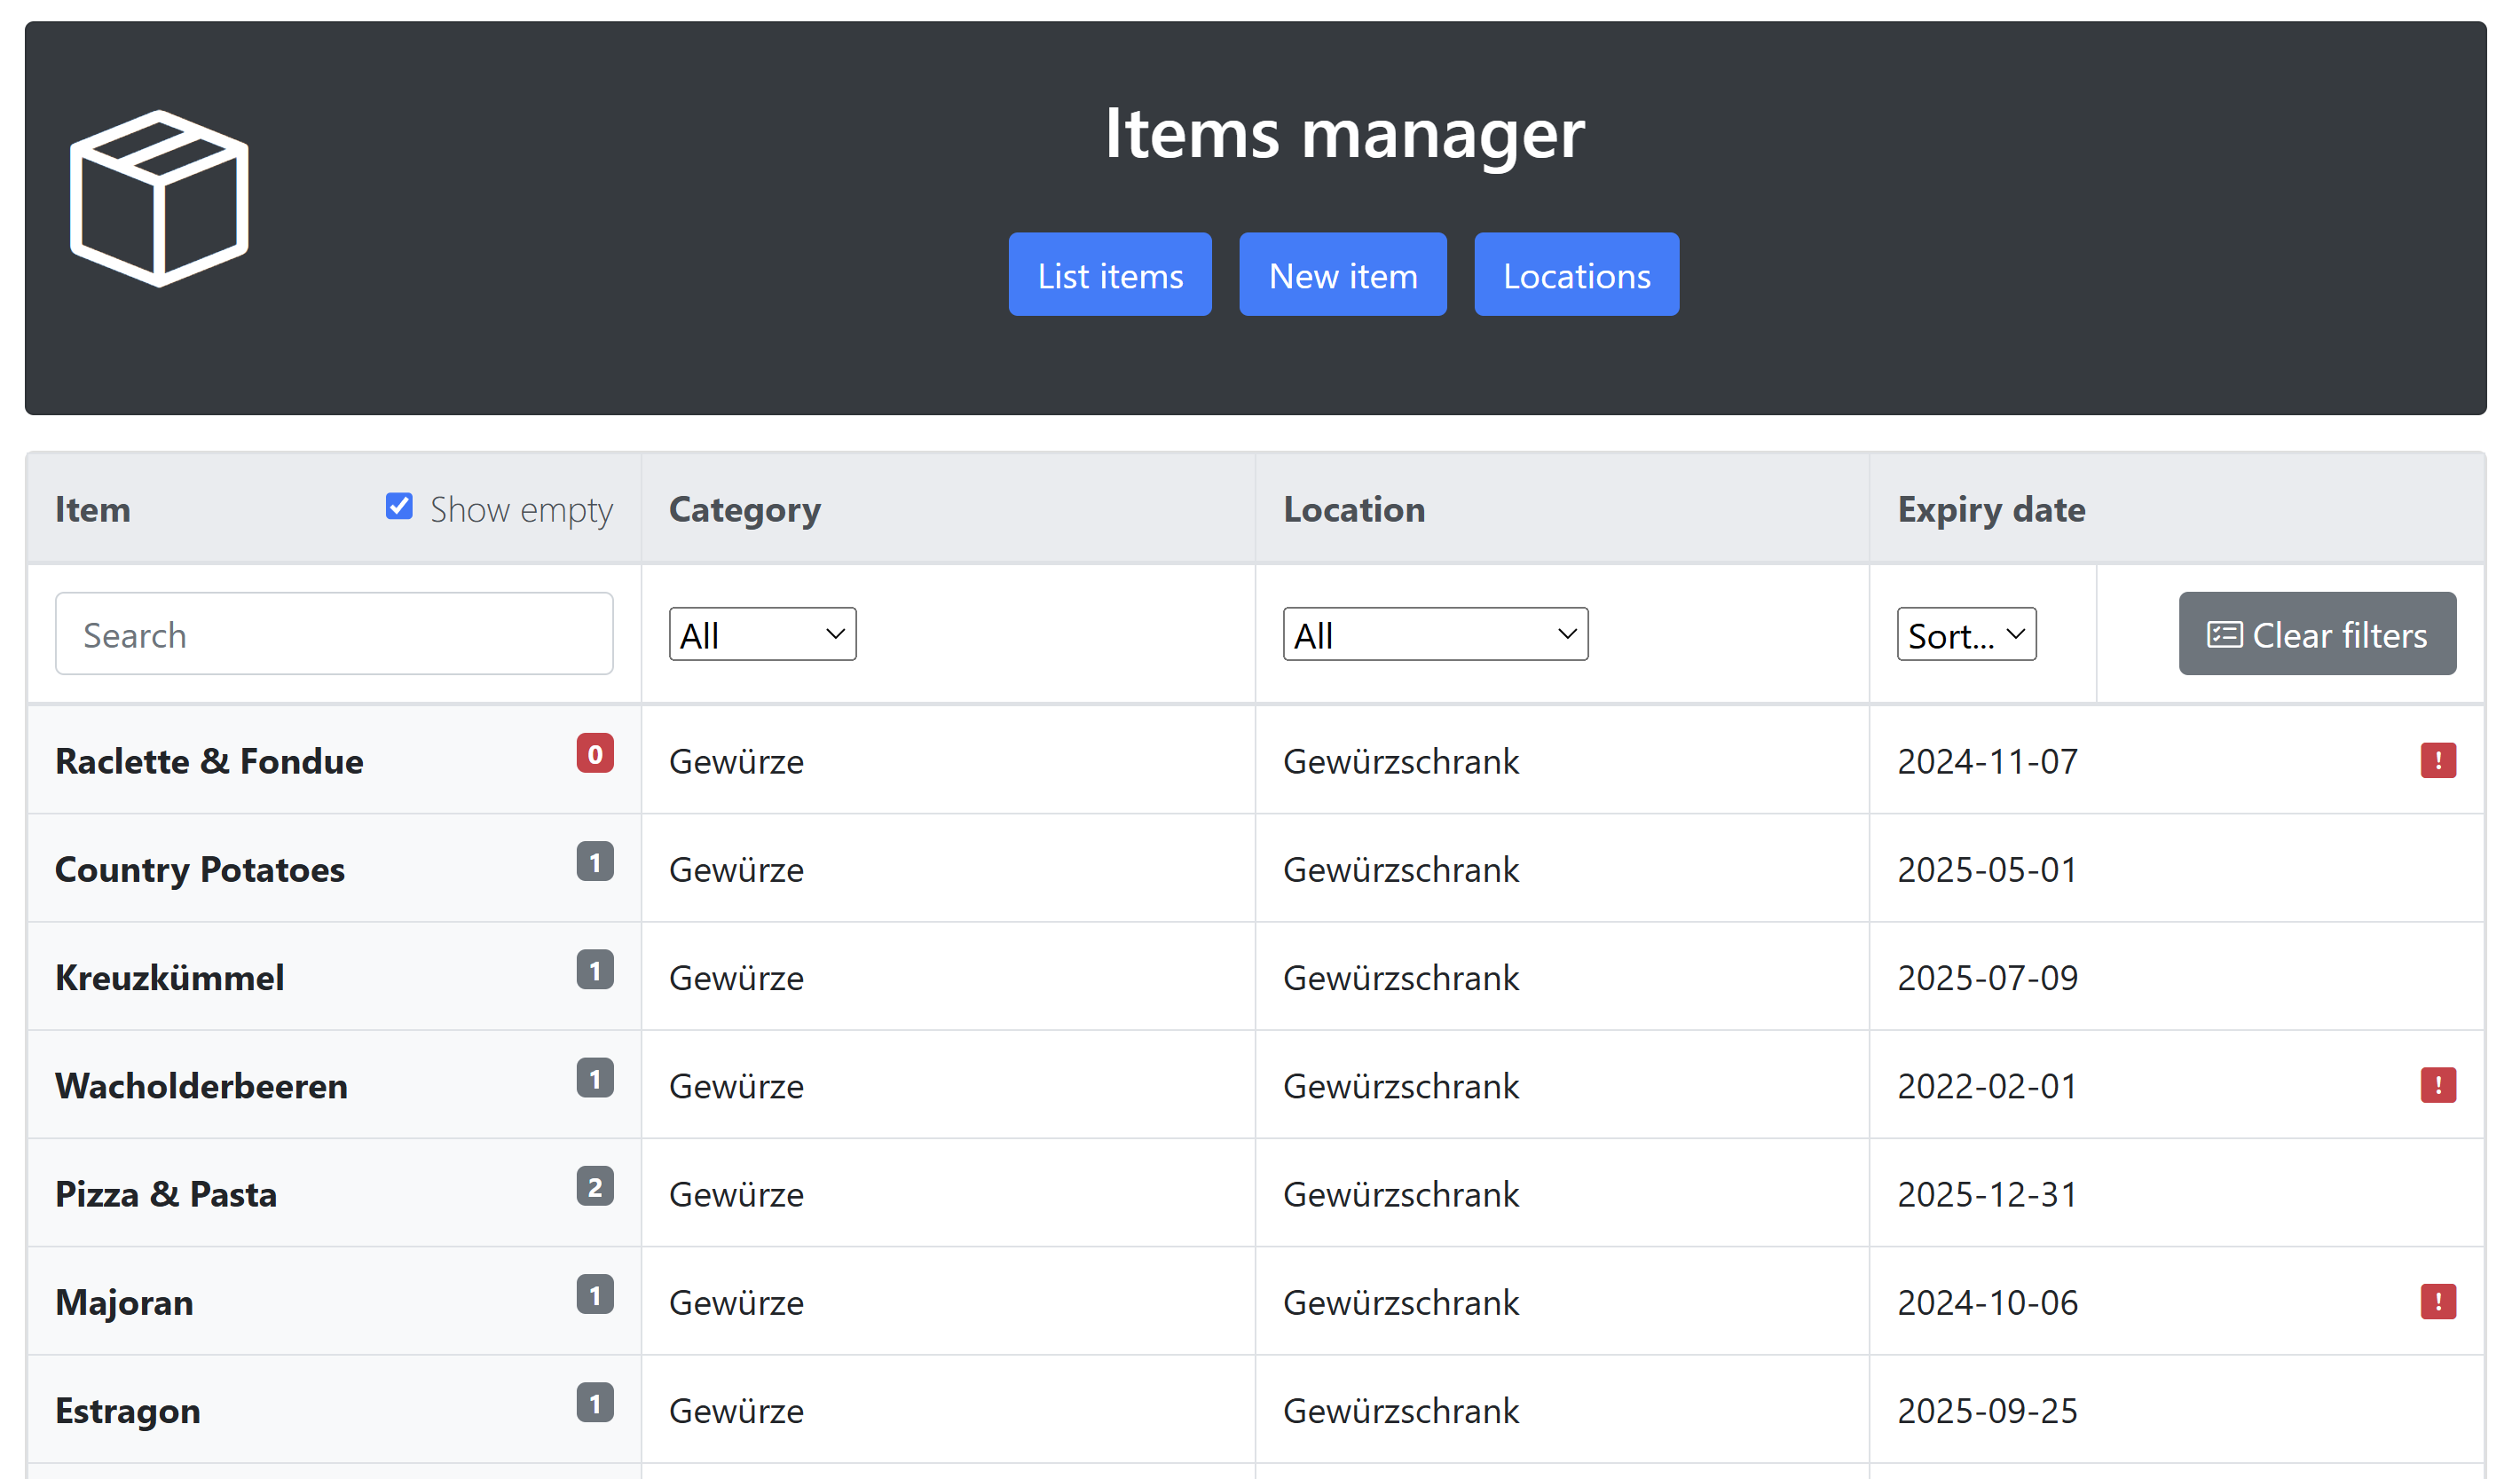 Items manager
List items New item Locations
Item Show empty Category Location Expiry date
Search All All Sort... Clear filters
Raclette & Fondue 0 Gewürze Gewürzschrank 2024-11-07 !
Country Potatoes 1 Gewürze Gewürzschrank 2025-05-01
Kreuzkümmel 1 Gewürze Gewürzschrank 2025-07-09
Wacholderbeeren 1 Gewürze Gewürzschrank 2022-02-01 !
Pizza & Pasta 2 Gewürze Gewürzschrank 2025-12-31
Majoran 1 Gewürze Gewürzschrank 2024-10-06 !
Estragon 1 Gewürze Gewürzschrank 2025-09-25